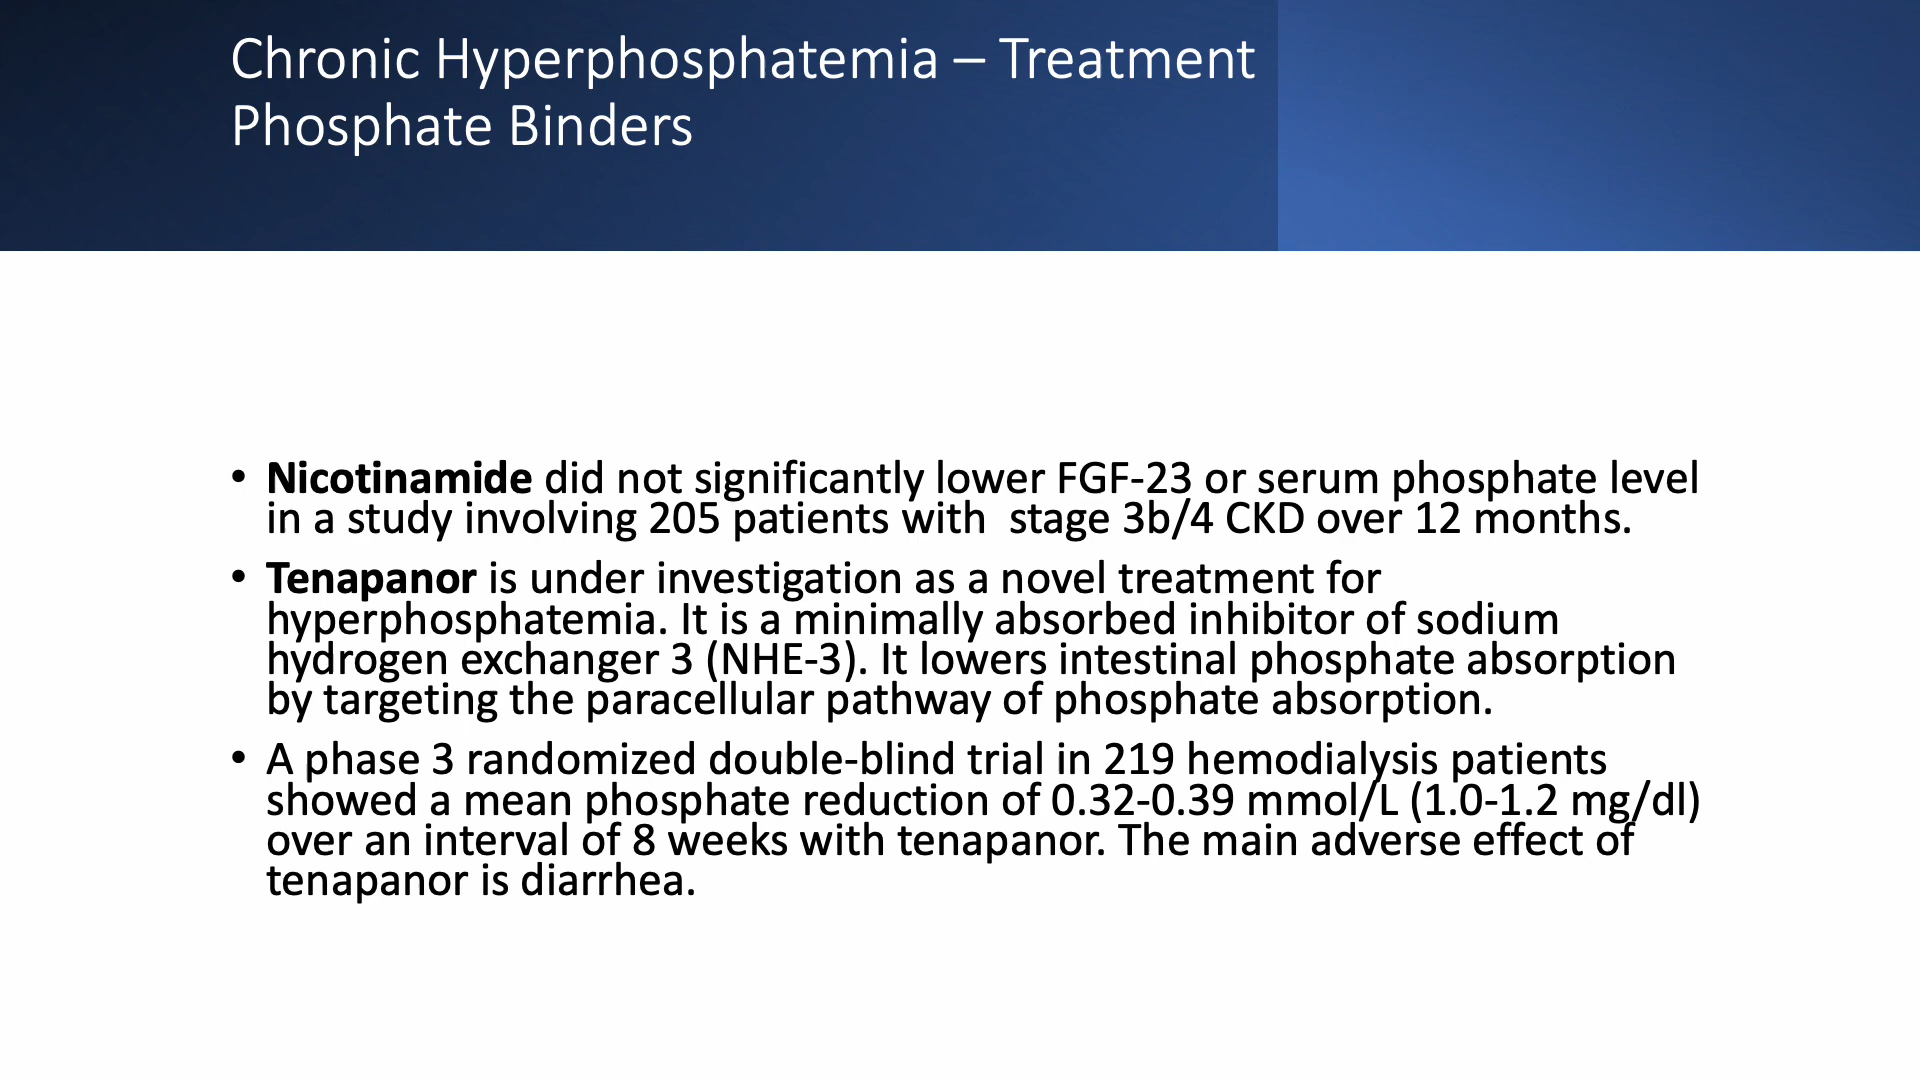 Chronic Hyperphosphatemia – Treatment
Phosphate Binders
• Nicotinamide did not significantly lower FGF-23 or serum phosphate level
in a study involving 205 patients with  stage 3b/4 CKD over 12 months.
• Tenapanor is under investigation as a novel treatment for
hyperphosphatemia. It is a minimally absorbed inhibitor of sodium
hydrogen exchanger 3 (NHE-3). It lowers intestinal phosphate absorption
by targeting the paracellular pathway of phosphate absorption.
• A phase 3 randomized double-blind trial in 219 hemodialysis patients
showed a mean phosphate reduction of 0.32-0.39 mmol/L (1.0-1.2 mg/dl)
over an interval of 8 weeks with tenapanor. The main adverse effect of
tenapanor is diarrhea.